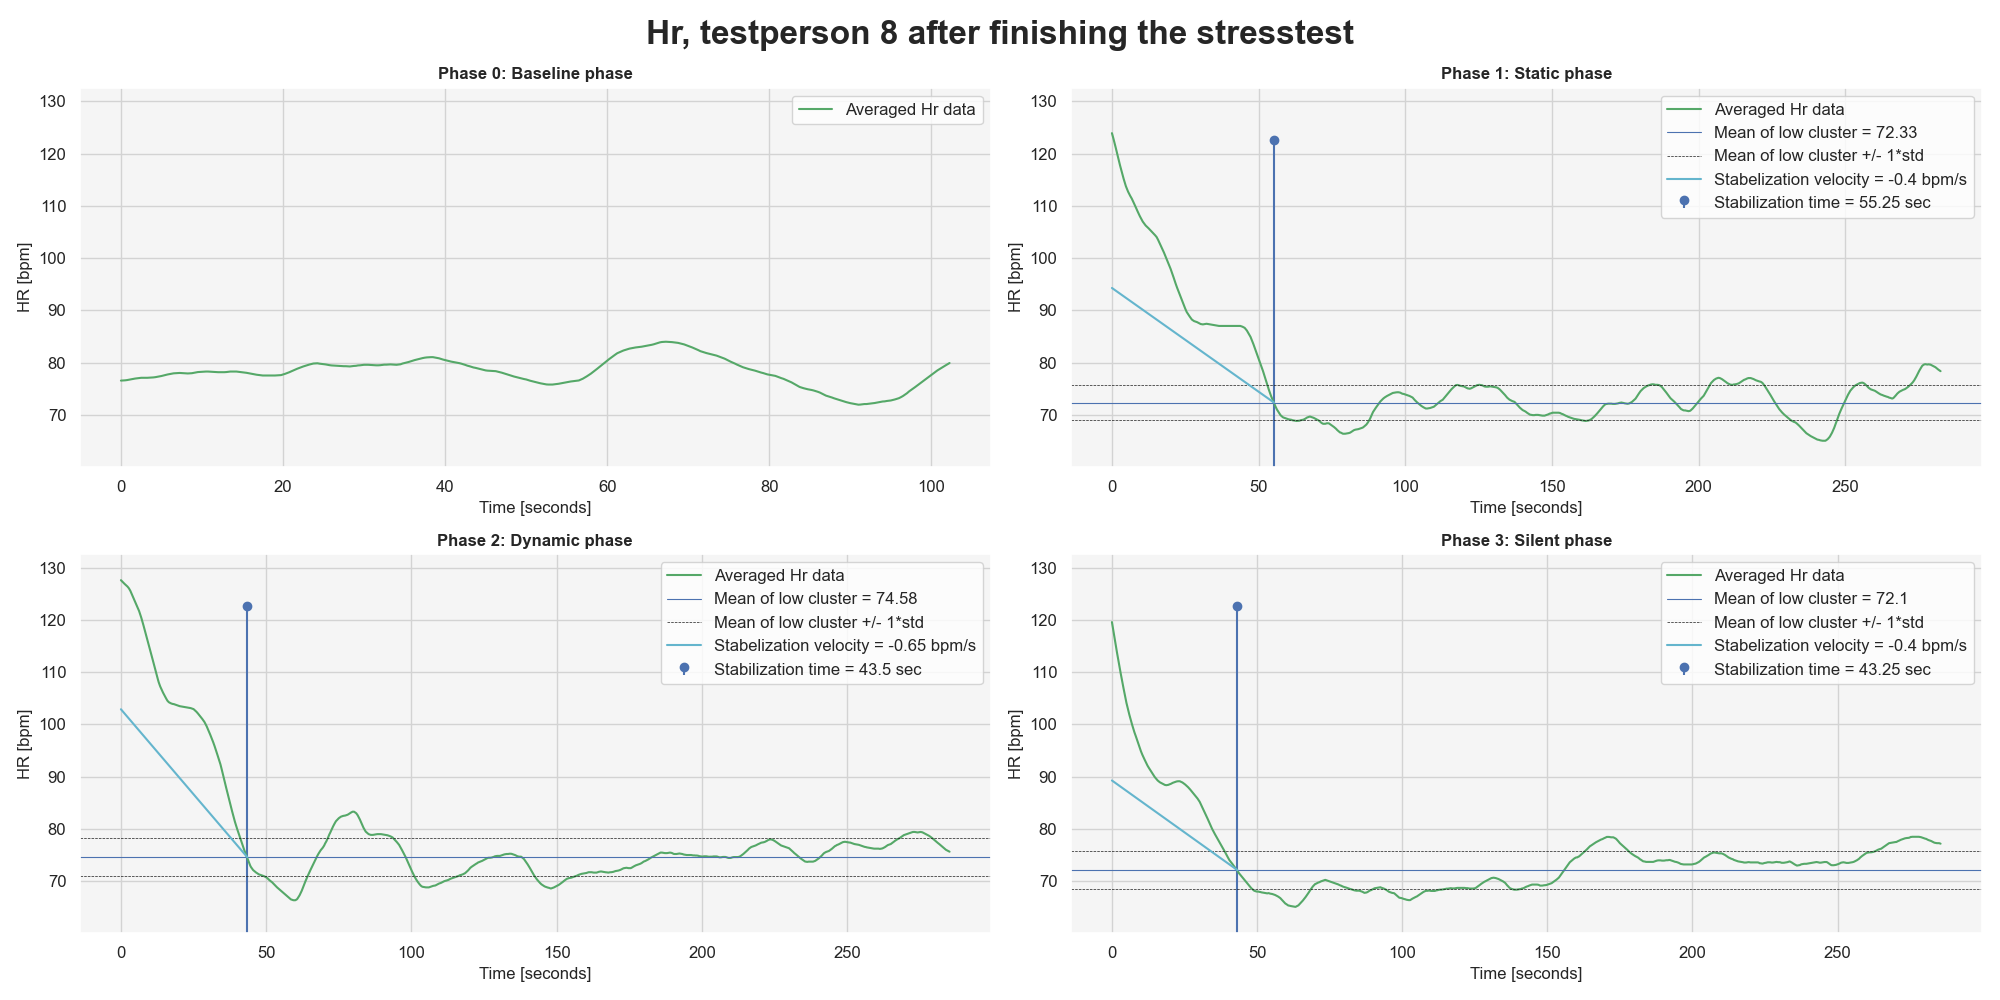 Hr, testperson 8 after finishing the stresstest
Phase 0: Baseline phase
130
120
110
100
90
80
70
HR [bpm]
Averaged Hr data
0 20 40 60 80 100
Time [seconds]
Phase 1: Static phase
130
120
110
100
90
80
70
HR [bpm]
Averaged Hr data
Mean of low cluster = 72.33
Mean of low cluster +/- 1*std
Stabelization velocity = -0.4 bpm/s
Stabilization time = 55.25 sec
0 50 100 150 200 250
Time [seconds]
Phase 2: Dynamic phase
130
120
110
100
90
80
70
HR [bpm]
Averaged Hr data
Mean of low cluster = 74.58
Mean of low cluster +/- 1*std
Stabelization velocity = -0.65 bpm/s
Stabilization time = 43.5 sec
0 50 100 150 200 250
Time [seconds]
Phase 3: Silent phase
130
120
110
100
90
80
70
HR [bpm]
Averaged Hr data
Mean of low cluster = 72.1
Mean of low cluster +/- 1*std
Stabelization velocity = -0.4 bpm/s
Stabilization time = 43.25 sec
0 50 100 150 200 250
Time [seconds]